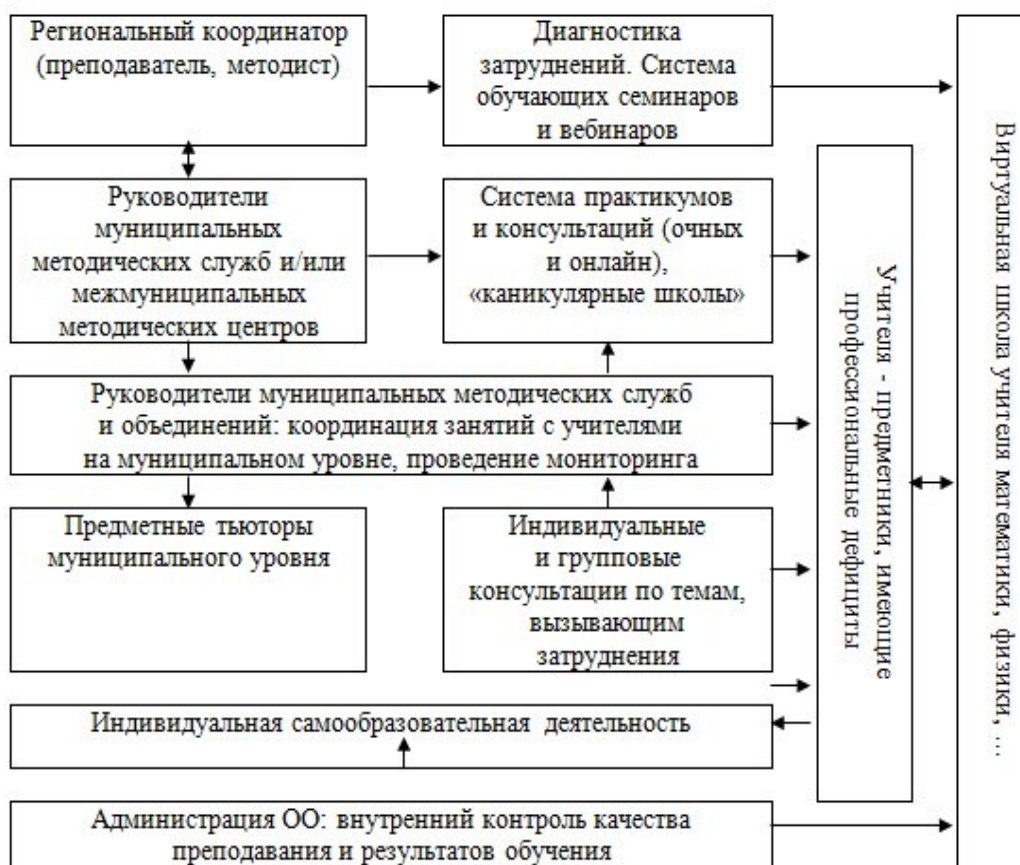 Региональный координатор
(преподаватель, методист)
Диагностика
затруднений. Система
обучающих семинаров
и вебинаров
Руководители
муниципальных
методических служб и/или
межмуниципальных
методических центров
Система практикумов
и консультаций (очных
и онлайн),
«каникулярные школы»
Руководители муниципальных методических служб
и объединений: координация занятий с учителями
на муниципальном уровне, проведение мониторинга
Предметные тьюторы
муниципального уровня
Индивидуальные
и групповые
консультации по темам,
вызывающим
затруднения
Индивидуальная самообразовательная деятельность
Администрация ОО: внутренний контроль качества
преподавания и результатов обучения
Учителя - предметники, имеющие
профессиональные дефициты
Виртуальная школа учителя математики, физики, ...